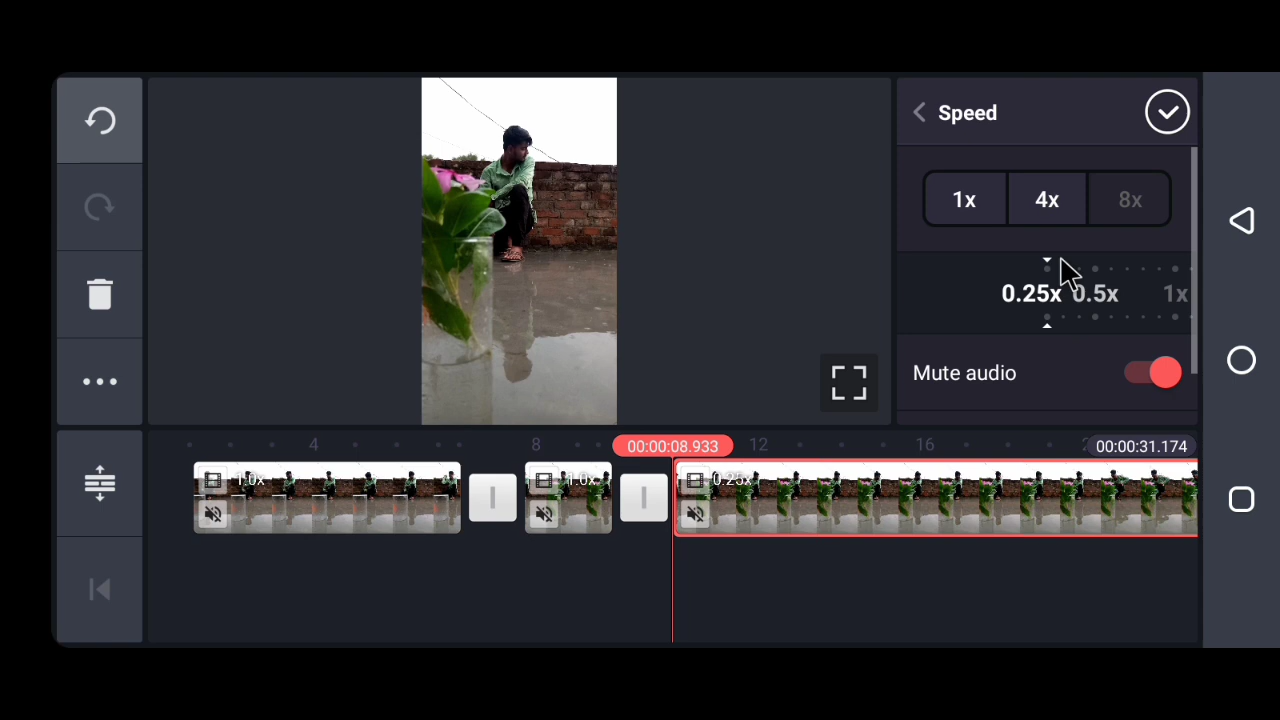 Speed
1x 4x 8x
0.25x 0.5x 1x
Mute audio
4 8 00:00:08.933 12 16 2 00:00:31.174
1.0x 1.0x 0.25x